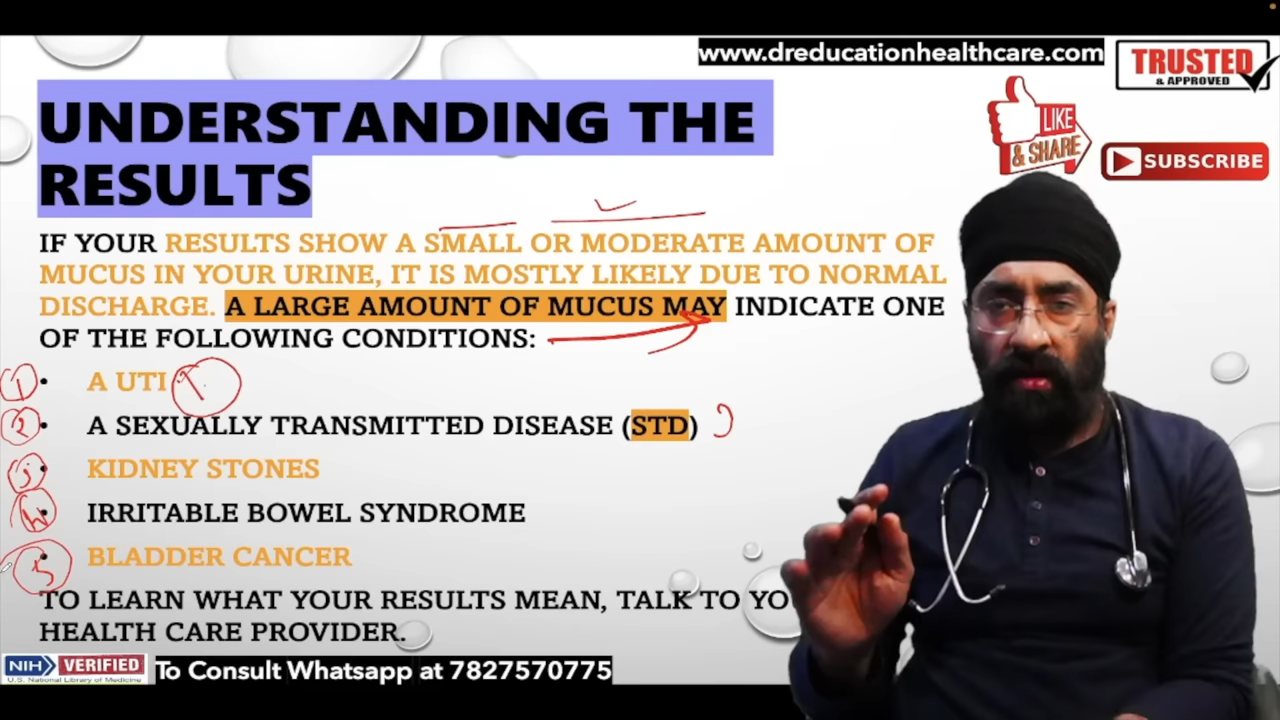 www.dreducationhealthcare.com
TRUSTED
& APPROVED
LIKE
& SHARE
SUBSCRIBE
UNDERSTANDING THE
RESULTS
IF YOUR RESULTS SHOW A SMALL OR MODERATE AMOUNT OF
MUCUS IN YOUR URINE, IT IS MOSTLY LIKELY DUE TO NORMAL
DISCHARGE. A LARGE AMOUNT OF MUCUS MAY INDICATE ONE
OF THE FOLLOWING CONDITIONS:
1 • A UTI
2 • A SEXUALLY TRANSMITTED DISEASE (STD)
3 • KIDNEY STONES
• IRRITABLE BOWEL SYNDROME
5 • BLADDER CANCER
TO LEARN WHAT YOUR RESULTS MEAN, TALK TO YO
HEALTH CARE PROVIDER.
NIH VERIFIED
U.S. National Library of Medicine
To Consult Whatsapp at 7827570775